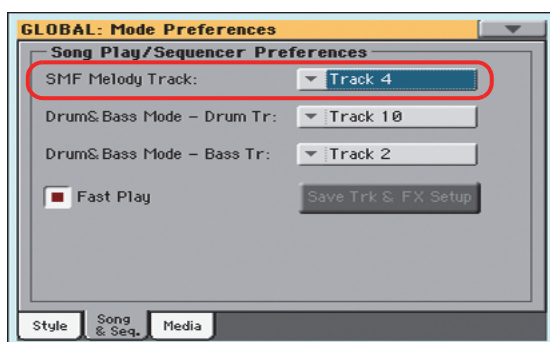 GLOBAL: Mode Preferences
Song Play/Sequencer Preferences
SMF Melody Track: Track 4
Drum&Bass Mode - Drum Tr: Track 10
Drum&Bass Mode - Bass Tr: Track 2
Fast Play Save Trk & FX Setup
Style Song & Seq. Media